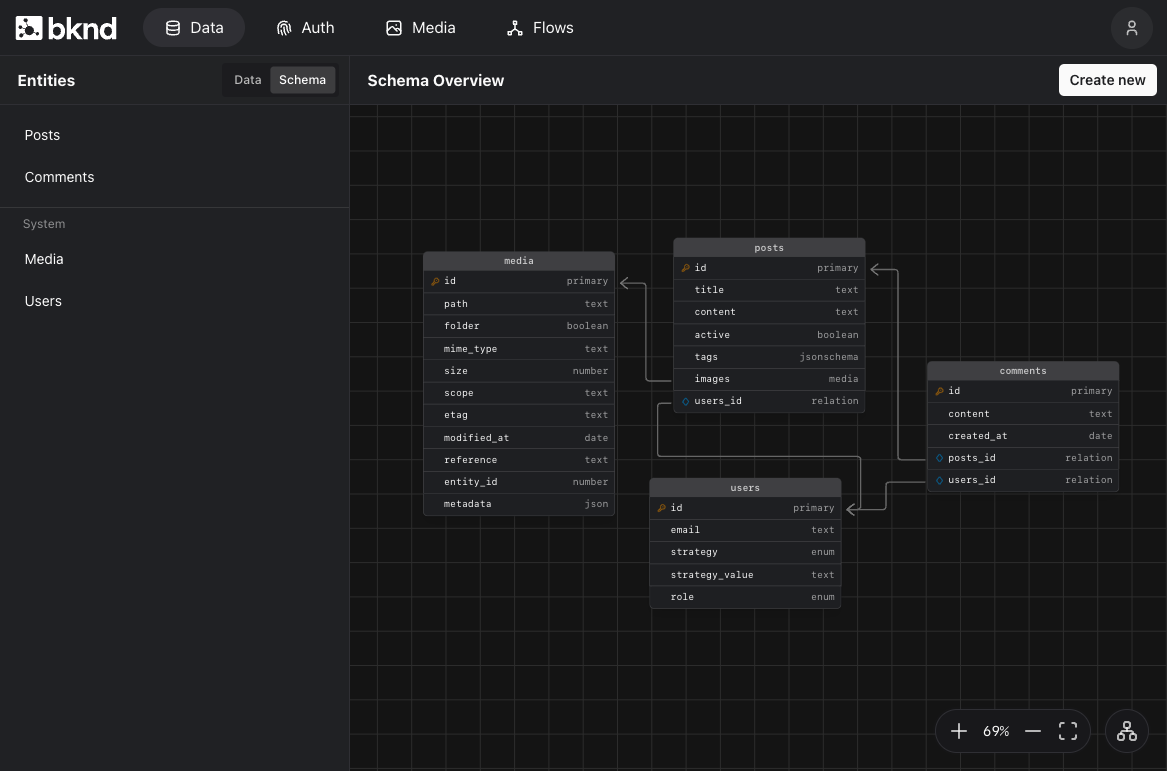 bknd
Data
Auth
Media
Flows
Entities
Data
Schema
Schema Overview
Create new
Posts
Comments
System
Media
Users
media
id primary
path text
folder boolean
mime_type text
size number
scope text
etag text
modified_at date
reference text
entity_id number
metadata json
posts
id primary
title text
content text
active boolean
tags jsonschema
images media
users_id relation
users
id primary
email text
strategy enum
strategy_value text
role enum
comments
id primary
content text
created_at date
posts_id relation
users_id relation
69%